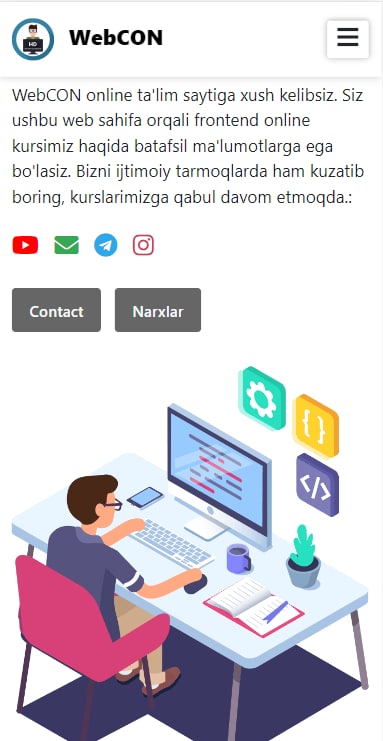 HD
WebCON
WebCON online ta'lim saytiga xush kelibsiz. Siz
ushbu web sahifa orqali frontend online
kursimiz haqida batafsil ma'lumotlarga ega
bo'lasiz. Bizni ijtimoiy tarmoqlarda ham kuzatib
boring, kurslarimizga qabul davom etmoqda.:
Contact
Narxlar
{ }
</>